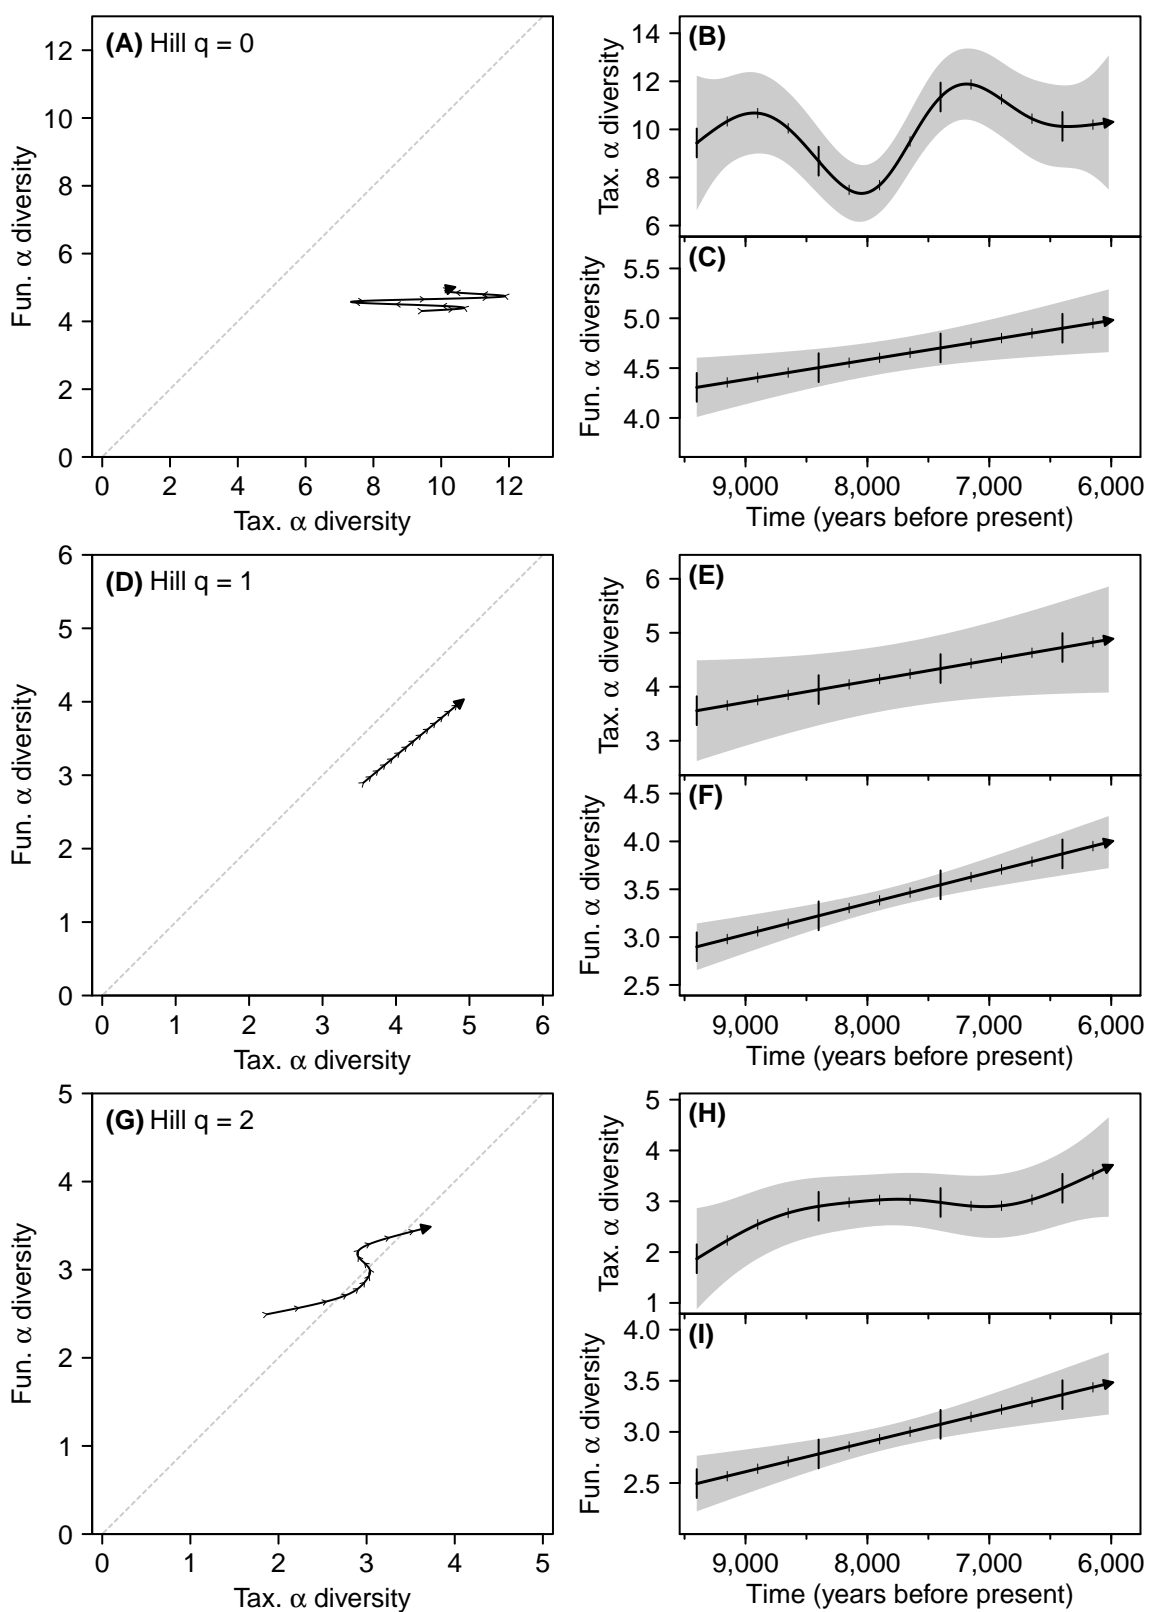 (A) Hill q = 0
Fun. α diversity
12
10
8
6
4
2
0
0 2 4 6 8 10 12
Tax. α diversity
(B)
Tax. α diversity
14
12
10
8
6
(C)
Fun. α diversity
5.5
5.0
4.5
4.0
9,000 8,000 7,000 6,000
Time (years before present)
(D) Hill q = 1
Fun. α diversity
6
5
4
3
2
1
0
0 1 2 3 4 5 6
Tax. α diversity
(E)
Tax. α diversity
6
5
4
3
(F)
Fun. α diversity
4.5
4.0
3.5
3.0
2.5
9,000 8,000 7,000 6,000
Time (years before present)
(G) Hill q = 2
Fun. α diversity
5
4
3
2
1
0
0 1 2 3 4 5
Tax. α diversity
(H)
Tax. α diversity
5
4
3
2
1
(I)
Fun. α diversity
4.0
3.5
3.0
2.5
9,000 8,000 7,000 6,000
Time (years before present)